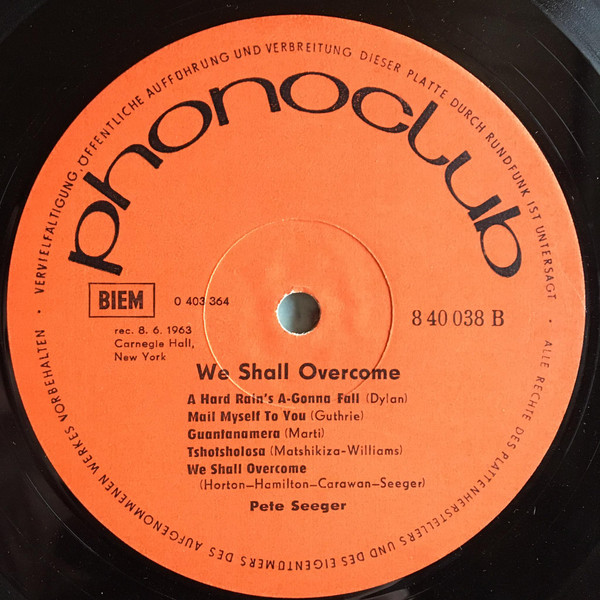 VERVIELFÄLTIGUNG, ÖFFENTLICHE AUFFÜHRUNG UND VERBREITUNG DIESER PLATTE DURCH RUNDFUNK IST UNTERSAGT · ALLE RECHTE DES PLATTENHERSTELLERS UND DES EIGENTÜMERS DES AUFGENOMMENEN WERKES VORBEHALTEN ·
phonoclub
BIEM 0 403 364
8 40 038 B
rec. 8. 6. 1963
Carnegie Hall,
New York
We Shall Overcome
A Hard Rain's A-Gonna Fall (Dylan)
Mail Myself To You (Guthrie)
Guantanamera (Marti)
Tshotsholosa (Matshikiza-Williams)
We Shall Overcome
(Horton-Hamilton-Carawan-Seeger)
Pete Seeger